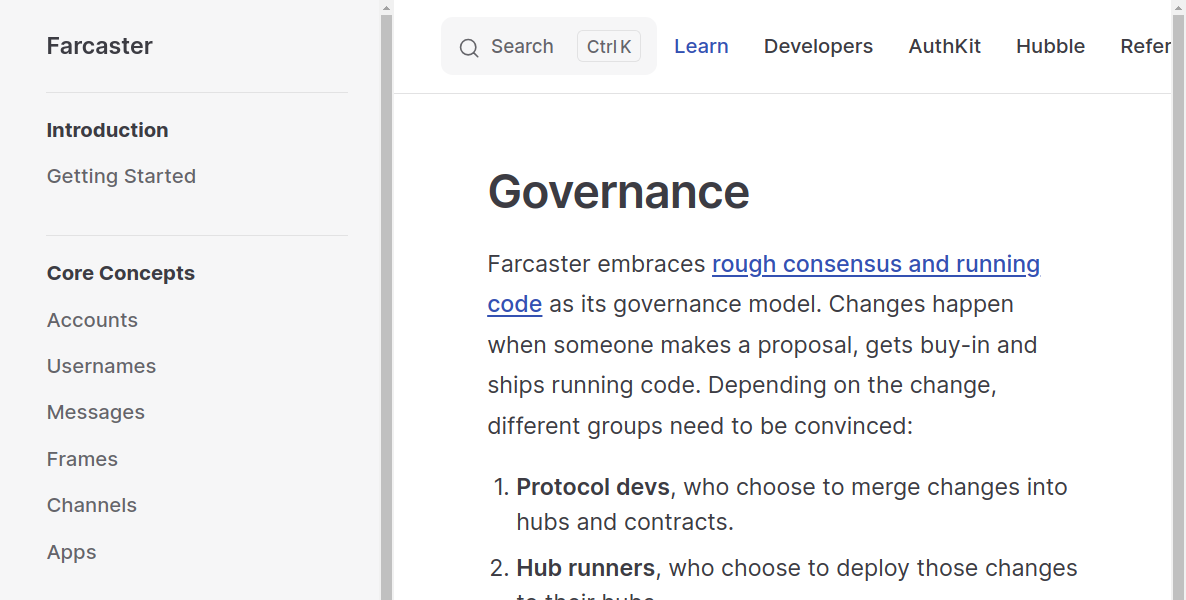 Farcaster
Introduction
Getting Started
Core Concepts
Accounts
Usernames
Messages
Frames
Channels
Apps
Search Ctrl K Learn Developers AuthKit Hubble Refer
Governance
Farcaster embraces rough consensus and running
code as its governance model. Changes happen
when someone makes a proposal, gets buy-in and
ships running code. Depending on the change,
different groups need to be convinced:
1. Protocol devs, who choose to merge changes into
hubs and contracts.
2. Hub runners, who choose to deploy those changes
to their hubs.